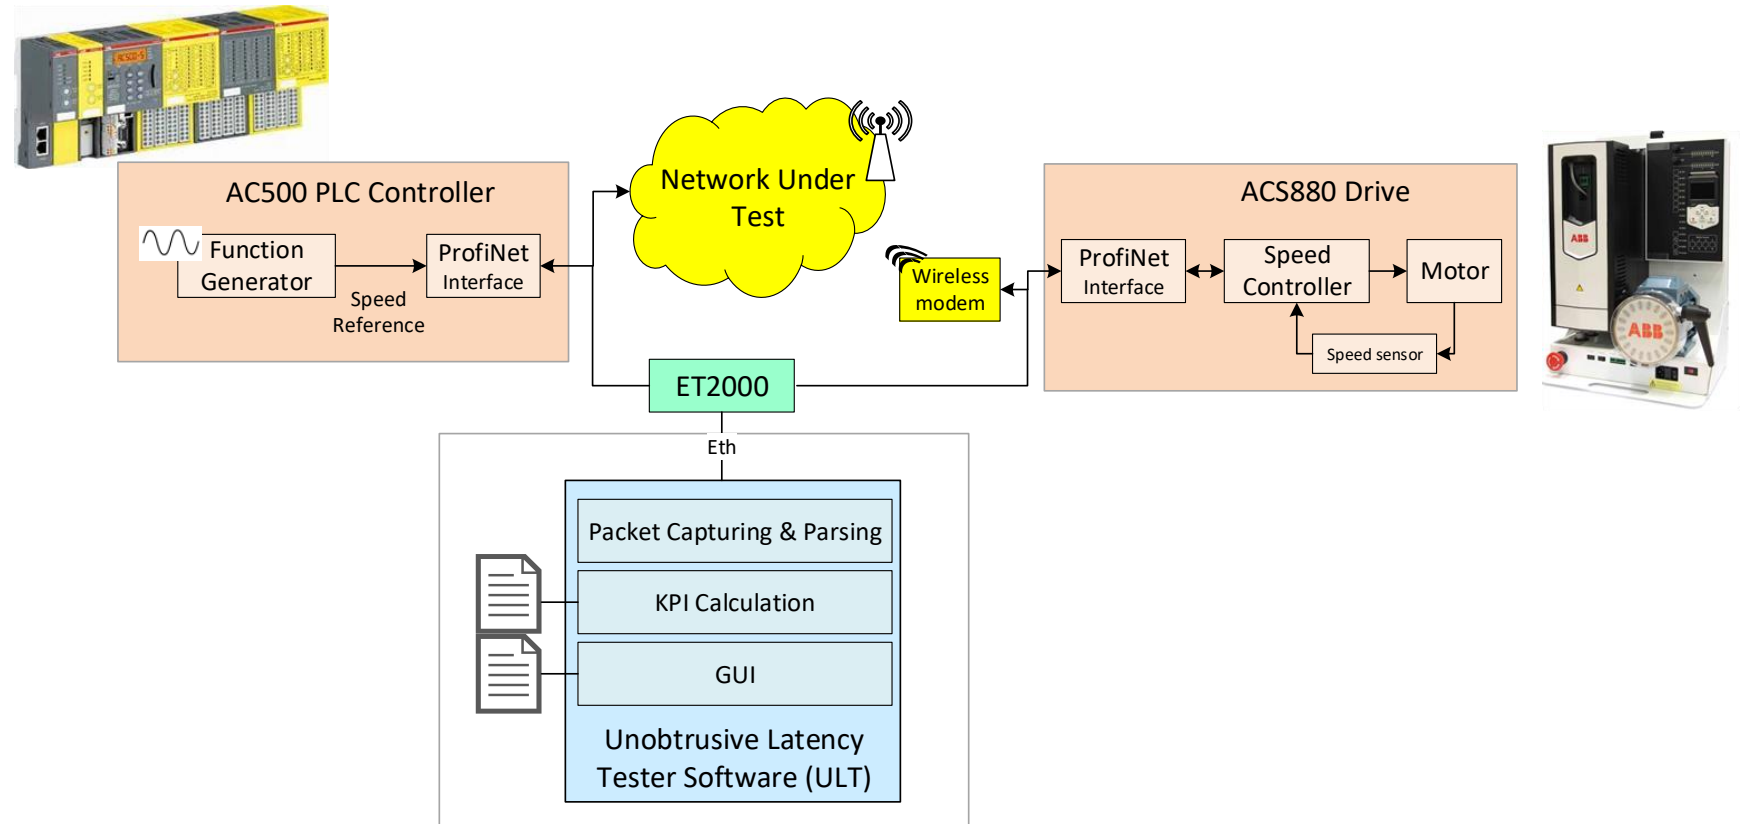 AC500-S
AC500 PLC Controller
Function
Generator
Speed
Reference
ProfiNet
Interface
Network Under
Test
Wireless
modem
ACS880 Drive
ProfiNet
Interface
Speed
Controller
Motor
Speed sensor
ABB
ABB
ET2000
Eth
Packet Capturing & Parsing
KPI Calculation
GUI
Unobtrusive Latency
Tester Software (ULT)